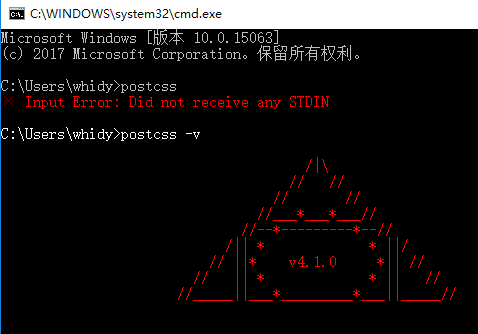 C:\WINDOWS\system32\cmd.exe
Microsoft Windows [版本 10.0.15063]
(c) 2017 Microsoft Corporation。保留所有权利。
C:\Users\whidy>postcss
× Input Error: Did not receive any STDIN
C:\Users\whidy>postcss -v
v4.1.0